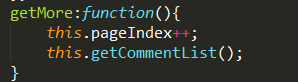 getMore:function(){
    this.pageIndex++;
    this.getCommentList();
}